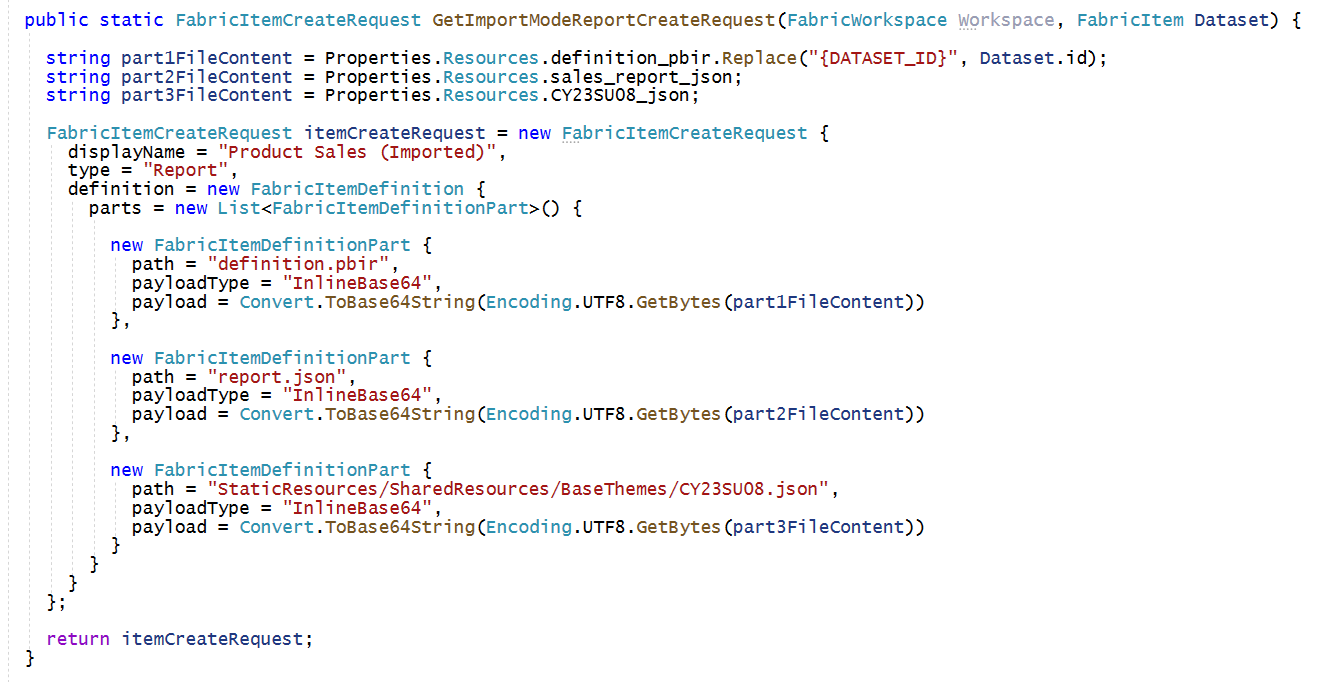 public static FabricItemCreateRequest GetImportModeReportCreateRequest(FabricWorkspace Workspace, FabricItem Dataset) {
string part1FileContent = Properties.Resources.definition_pbir.Replace("{DATASET_ID}", Dataset.id);
string part2FileContent = Properties.Resources.sales_report_json;
string part3FileContent = Properties.Resources.CY23SU08_json;
FabricItemCreateRequest itemCreateRequest = new FabricItemCreateRequest {
displayName = "Product Sales (Imported)",
type = "Report",
definition = new FabricItemDefinition {
parts = new List<FabricItemDefinitionPart>() {
new FabricItemDefinitionPart {
path = "definition.pbir",
payloadType = "InlineBase64",
payload = Convert.ToBase64String(Encoding.UTF8.GetBytes(part1FileContent))
},
new FabricItemDefinitionPart {
path = "report.json",
payloadType = "InlineBase64",
payload = Convert.ToBase64String(Encoding.UTF8.GetBytes(part2FileContent))
},
new FabricItemDefinitionPart {
path = "StaticResources/SharedResources/BaseThemes/CY23SU08.json",
payloadType = "InlineBase64",
payload = Convert.ToBase64String(Encoding.UTF8.GetBytes(part3FileContent))
}
}
}
};
return itemCreateRequest;
}